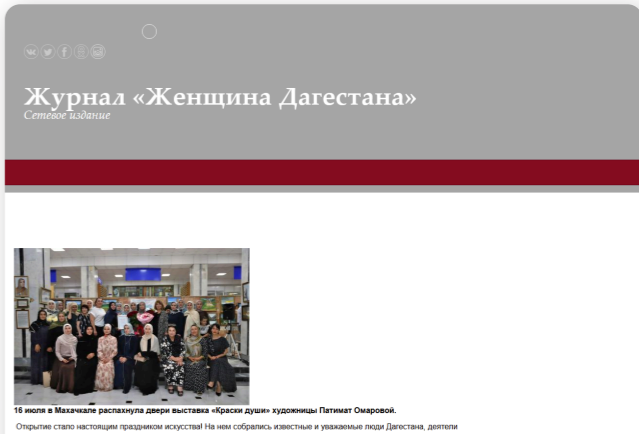 Журнал «Женщина Дагестана»
Сетевое издание
16 июля в Махачкале распахнула двери выставка «Краски души» художницы Патимат Омаровой.
Открытие стало настоящим праздником искусства! На нем собрались известные и уважаемые люди Дагестана, деятели